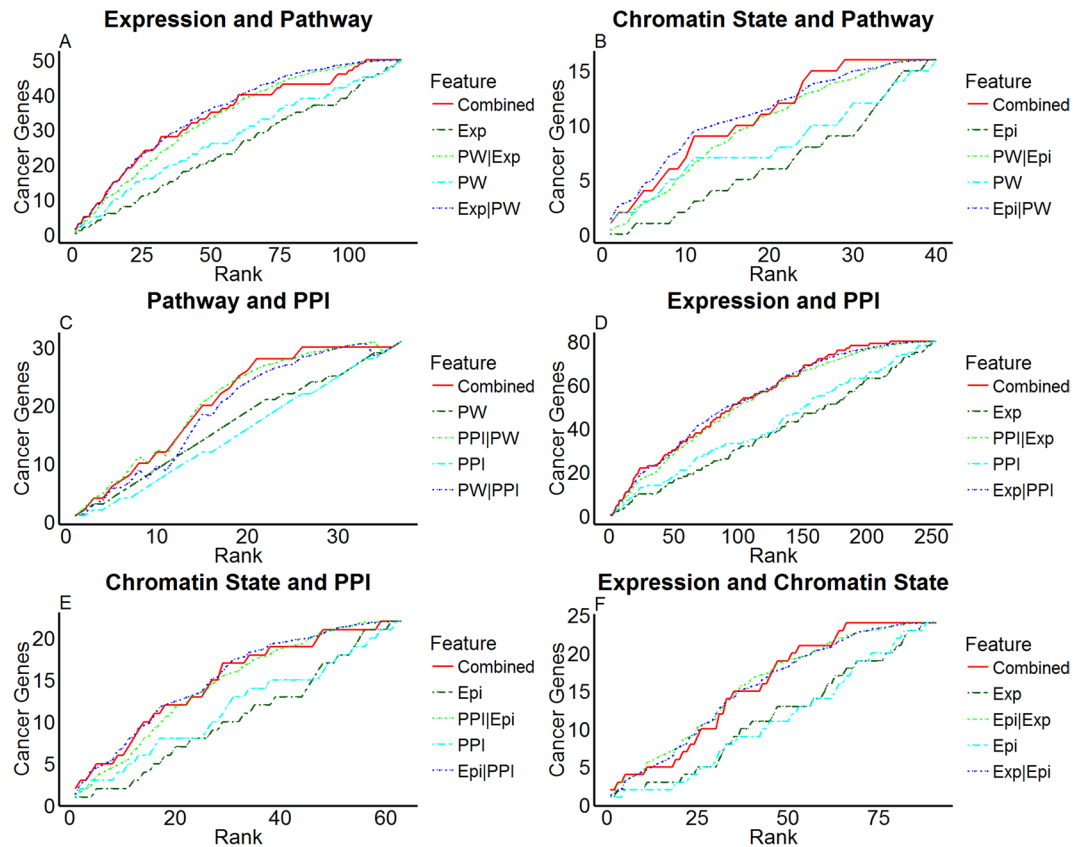 Expression and Pathway
A
Cancer Genes
50
40
30
20
10
0
0 25 50 75 100
Rank
Feature
Combined
Exp
PW|Exp
PW
Exp|PW
Chromatin State and Pathway
B
Cancer Genes
15
10
5
0
10 20 30 40
Rank
Feature
Combined
Epi
PW|Epi
PW
Epi|PW
Pathway and PPI
C
Cancer Genes
30
20
10
0
0 10 20 30
Rank
Feature
Combined
PW
PPI|PW
PPI
PW|PPI
Expression and PPI
D
Cancer Genes
80
60
40
20
0
0 50 100 150 200 250
Rank
Feature
Combined
Exp
PPI|Exp
PPI
Exp|PPI
Chromatin State and PPI
E
Cancer Genes
20
15
10
5
0
0 20 40 60
Rank
Feature
Combined
Epi
PPI|Epi
PPI
Epi|PPI
Expression and Chromatin State
F
Cancer Genes
25
20
15
10
5
0
0 25 50 75
Rank
Feature
Combined
Exp
Epi|Exp
Epi
Exp|Epi